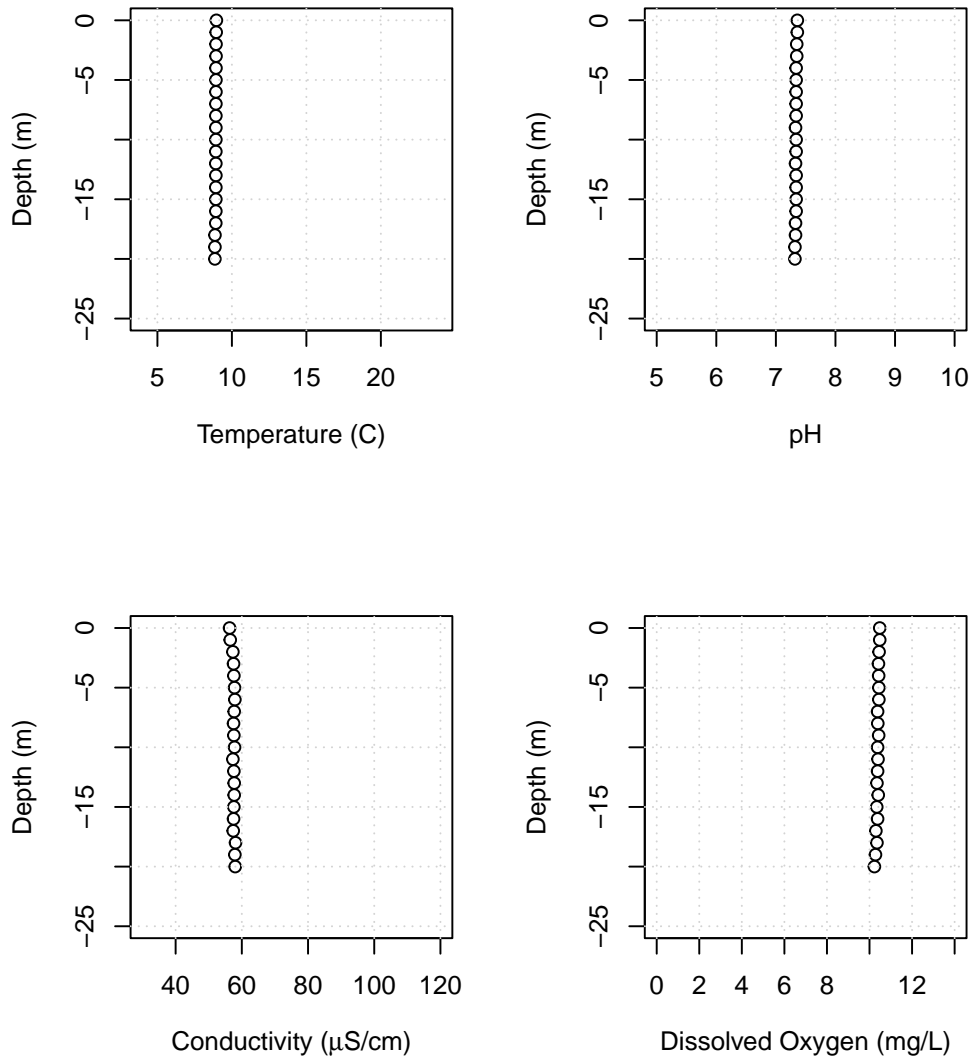 0
−5
−15
−25
Depth (m)
5 10 15 20
Temperature (C)
0
−5
−15
−25
Depth (m)
5 6 7 8 9 10
pH
0
−5
−15
−25
Depth (m)
40 60 80 100 120
Conductivity (μS/cm)
0
−5
−15
−25
Depth (m)
0 2 4 6 8 12
Dissolved Oxygen (mg/L)